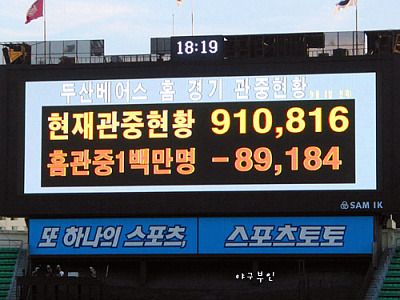 18:19
두산베어스 홈 경기 관중현황
현재관중현황 910,816
홈관중1백만명 -89,184
SAM IK
또 하나의 스포츠, 스포츠토토
야구부인